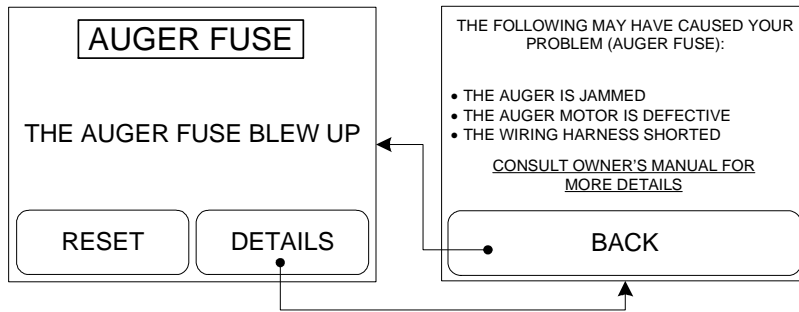 AUGER FUSE
THE AUGER FUSE BLEW UP
RESET
DETAILS
THE FOLLOWING MAY HAVE CAUSED YOUR
PROBLEM (AUGER FUSE):
• THE AUGER IS JAMMED
• THE AUGER MOTOR IS DEFECTIVE
• THE WIRING HARNESS SHORTED
CONSULT OWNER'S MANUAL FOR
MORE DETAILS
BACK